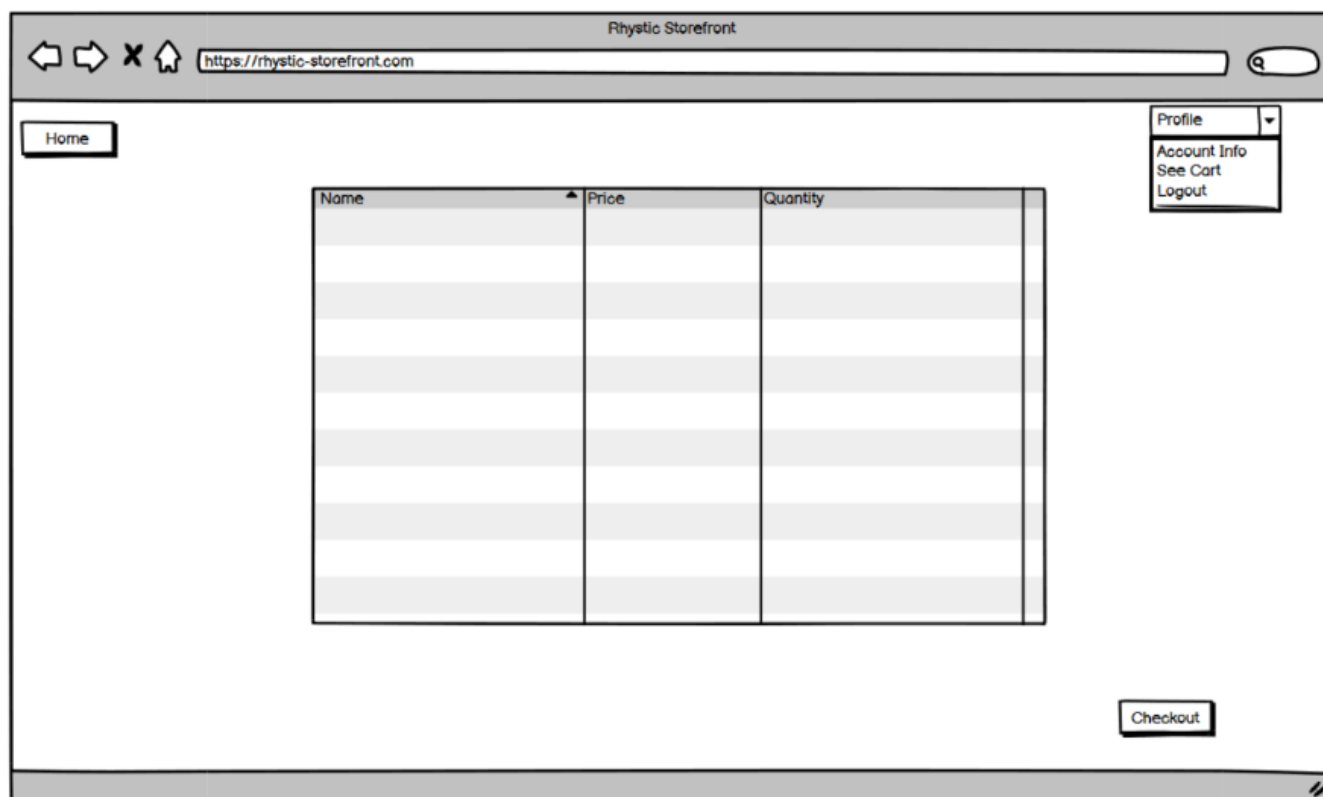 Rhystic Storefront
https://rhystic-storefront.com
Home
Profile
Account Info
See Cart
Logout
Name Price Quantity
Checkout